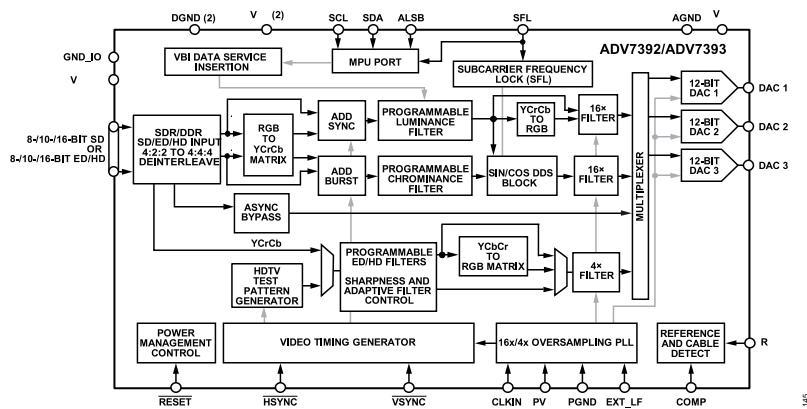 DGND (2) V (2) SCL SDA ALSB SFL AGND V
ADV7392/ADV7393
GND_IO
V
VBI DATA SERVICE
INSERTION
MPU PORT
SUBCARRIER FREQUENCY
LOCK (SFL)
12-BIT
DAC 1
DAC 1
12-BIT
DAC 2
DAC 2
12-BIT
DAC 3
DAC 3
8-/10-/16-BIT SD
OR
8-/10-/16-BIT ED/HD
SDR/DDR
SD/ED/HD INPUT
4:2:2 TO 4:4:4
DEINTERLEAVE
RGB
TO
YCrCb
MATRIX
ADD
SYNC
PROGRAMMABLE
LUMINANCE
FILTER
YCrCb
TO
RGB
16×
FILTER
ADD
BURST
PROGRAMMABLE
CHROMINANCE
FILTER
SIN/COS DDS
BLOCK
16×
FILTER
MULTIPLEXER
ASYNC
BYPASS
YCrCb
HDTV
TEST
PATTERN
GENERATOR
PROGRAMMABLE
ED/HD FILTERS
SHARPNESS AND
ADAPTIVE FILTER
CONTROL
YCbCr
TO
RGB MATRIX
4×
FILTER
POWER
MANAGEMENT
CONTROL
VIDEO TIMING GENERATOR
16x/4x OVERSAMPLING PLL
REFERENCE
AND CABLE
DETECT
R
RESET HSYNC VSYNC CLKIN PV PGND EXT_LF COMP